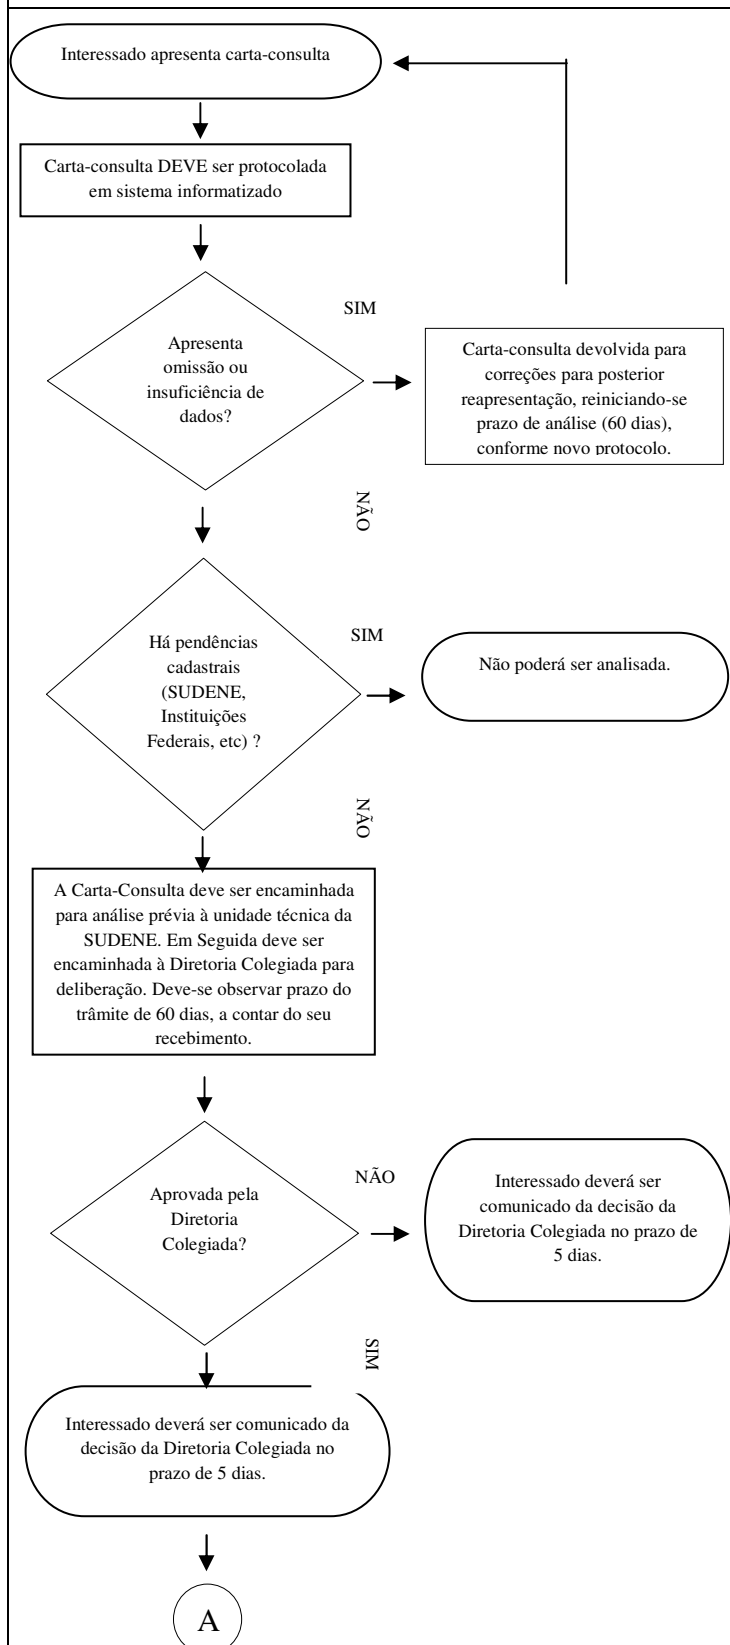 Interessado apresenta carta-consulta
Carta-consulta DEVE ser protocolada
em sistema informatizado
SIM
Apresenta
omissão ou
insuficiência de
dados?
Carta-consulta devolvida para
correções para posterior
reapresentação, reiniciando-se
prazo de análise (60 dias),
conforme novo protocolo.
NÃO
Há pendências
cadastrais
(SUDENE,
Instituições
Federais, etc) ?
SIM
Não poderá ser analisada.
NÃO
A Carta-Consulta deve ser encaminhada
para análise prévia à unidade técnica da
SUDENE. Em Seguida deve ser
encaminhada à Diretoria Colegiada para
deliberação. Deve-se observar prazo do
trâmite de 60 dias, a contar do seu
recebimento.
Aprovada pela
Diretoria
Colegiada?
NÃO
Interessado deverá ser
comunicado da decisão da
Diretoria Colegiada no prazo de
5 dias.
SIM
Interessado deverá ser comunicado da
decisão da Diretoria Colegiada no
prazo de 5 dias.
A